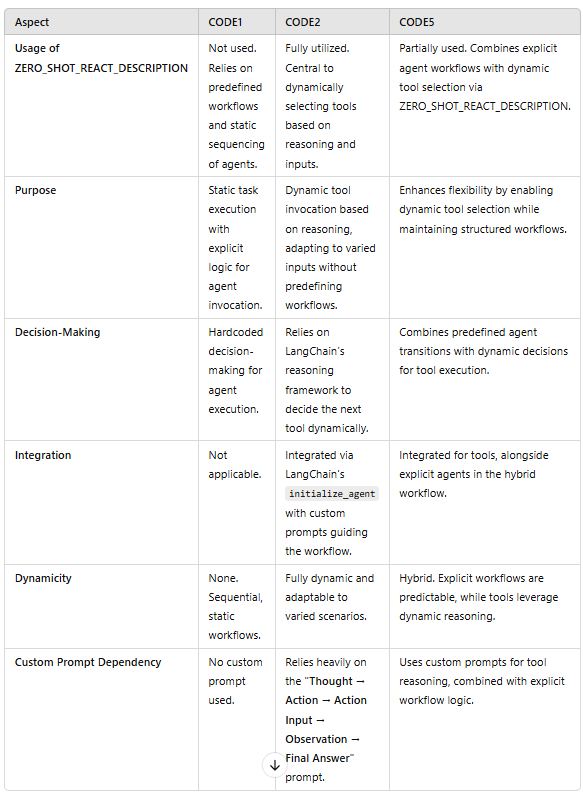 Aspect CODE1 CODE2 CODE5
Usage of Not used. Fully utilized. Partially used. Combines explicit
ZERO_SHOT_REACT_DESCRIPTION Relies on Central to agent workflows with dynamic
predefined dynamically tool selection via
workflows selecting tools ZERO_SHOT_REACT_DESCRIPTION.
and static based on
sequencing reasoning and
of agents. inputs.
Purpose Static task Dynamic tool Enhances flexibility by enabling
execution invocation based dynamic tool selection while
with on reasoning, maintaining structured workflows.
explicit adapting to varied
logic for inputs without
agent predefining
invocation. workflows.
Decision-Making Hardcoded Relies on Combines predefined agent
decision- LangChain's transitions with dynamic decisions
making for reasoning for tool execution.
agent framework to
execution. decide the next
tool dynamically.
Integration Not Integrated via Integrated for tools, alongside
applicable. LangChain's explicit agents in the hybrid
initialize_agent workflow.
with custom
prompts guiding
the workflow.
Dynamicity None. Fully dynamic and Hybrid. Explicit workflows are
Sequential, adaptable to predictable, while tools leverage
static varied scenarios. dynamic reasoning.
workflows.
Custom Prompt Dependency No custom Relies heavily on Uses custom prompts for tool
prompt the "Thought → reasoning, combined with explicit
used. Action → Action workflow logic.
Input →
Observation →
Final Answer"
prompt.